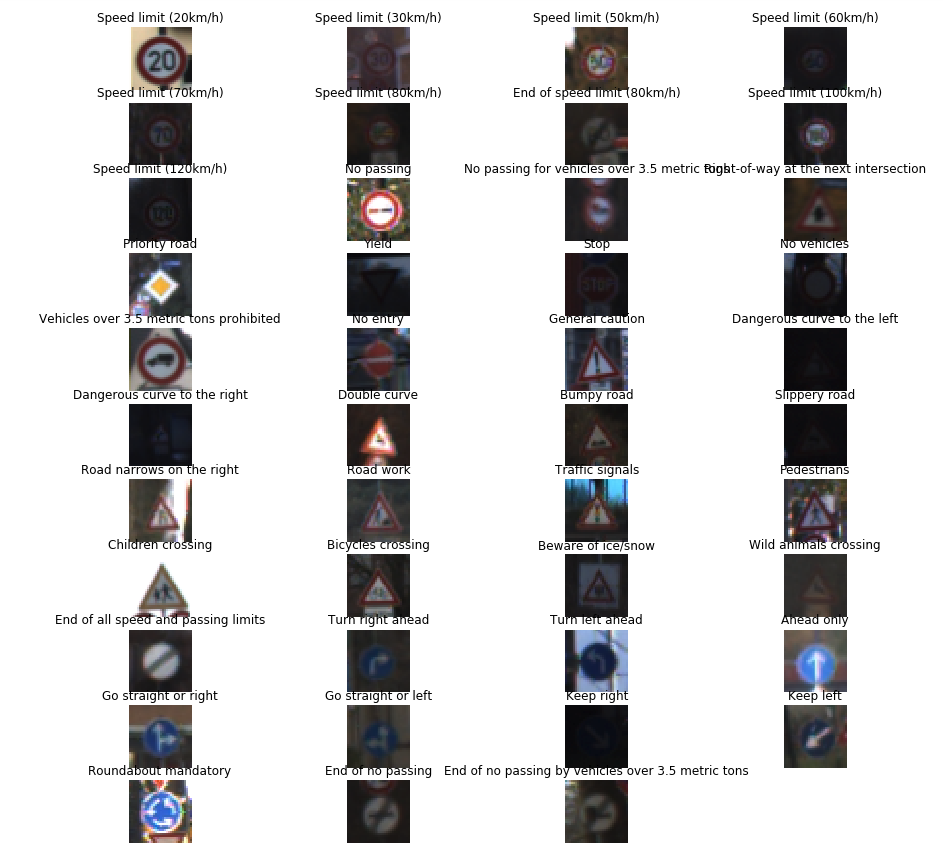 Speed limit (20km/h)
Speed limit (30km/h)
Speed limit (50km/h)
Speed limit (60km/h)
20
30
50
60
Speed limit (70km/h)
Speed limit (80km/h)
End of speed limit (80km/h)
Speed limit (100km/h)
70
100
Speed limit (120km/h)
No passing
No passing for vehicles over 3.5 metric tons
Right-of-way at the next intersection
120
Priority road
Yield
Stop
No vehicles
STOP
Vehicles over 3.5 metric tons prohibited
No entry
General caution
Dangerous curve to the left
Dangerous curve to the right
Double curve
Bumpy road
Slippery road
Road narrows on the right
Road work
Traffic signals
Pedestrians
Children crossing
Bicycles crossing
Beware of ice/snow
Wild animals crossing
End of all speed and passing limits
Turn right ahead
Turn left ahead
Ahead only
Go straight or right
Go straight or left
Keep right
Keep left
Roundabout mandatory
End of no passing
End of no passing by vehicles over 3.5 metric tons